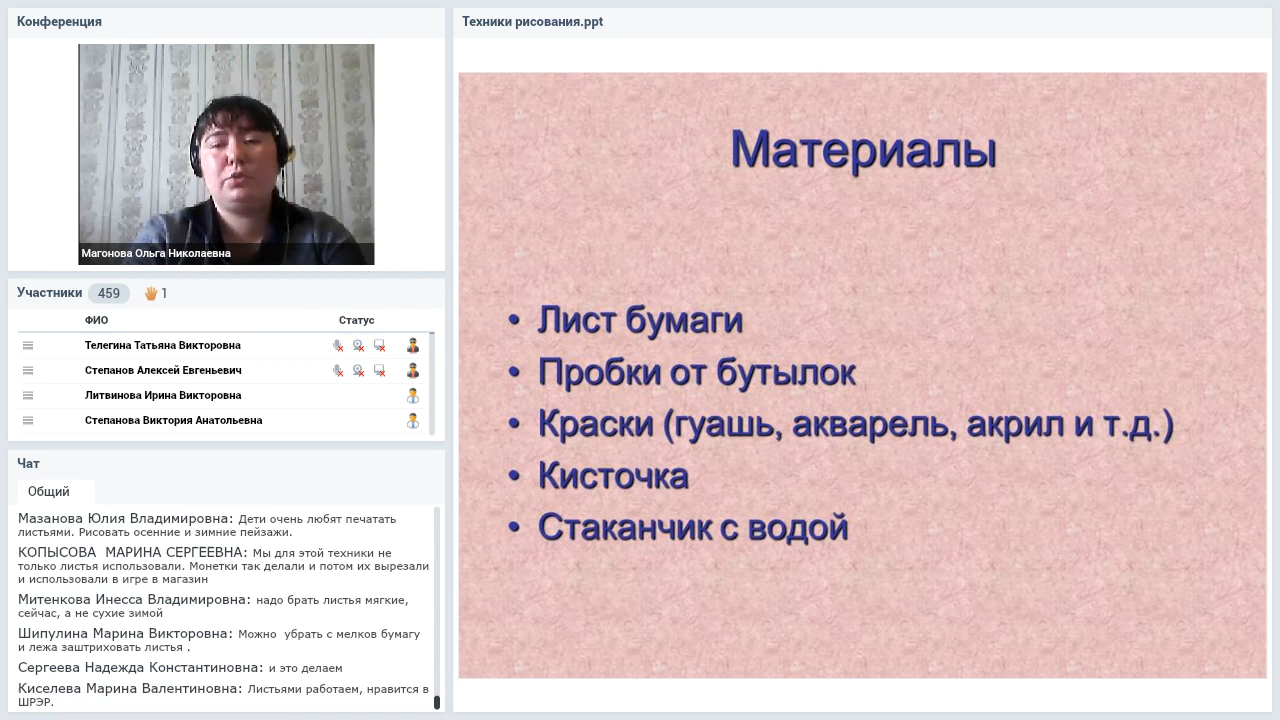 Конференция
Магонова Ольга Николаевна
Участники 459 1
ФИО Статус
Телегина Татьяна Викторовна
Степанов Алексей Евгеньевич
Литвинова Ирина Викторовна
Степанова Виктория Анатольевна
Чат
Общий
Мазанова Юлия Владимировна: Дети очень любят печатать
листьями. Рисовать осенние и зимние пейзажи.
КОПЫСОВА МАРИНА СЕРГЕЕВНА: Мы для этой техники не
только листья использовали. Монетки так делали и потом их вырезали
и использовали в игре в магазин
Митенкова Инесса Владимировна: надо брать листья мягкие,
сейчас, а не сухие зимой
Шипулина Марина Викторовна: Можно убрать с мелков бумагу
и лежа заштриховать листья .
Сергеева Надежда Константиновна: и это делаем
Киселева Марина Валентиновна: Листьями работаем, нравится в
ШРЭР.
Техники рисования.ppt
Материалы
• Лист бумаги
• Пробки от бутылок
• Краски (гуашь, акварель, акрил и т.д.)
• Кисточка
• Стаканчик с водой